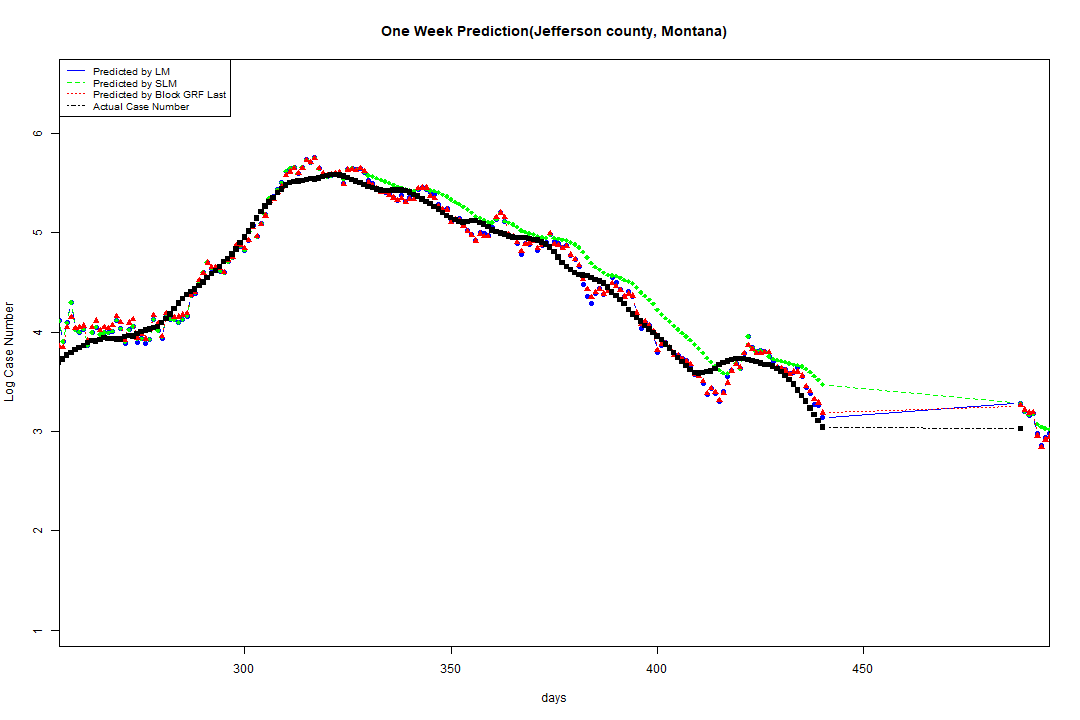 One Week Prediction(Jefferson county, Montana)
Predicted by LM
Predicted by SLM
Predicted by Block GRF Last
Actual Case Number
Log Case Number
6
5
4
3
2
1
300
350
400
450
days